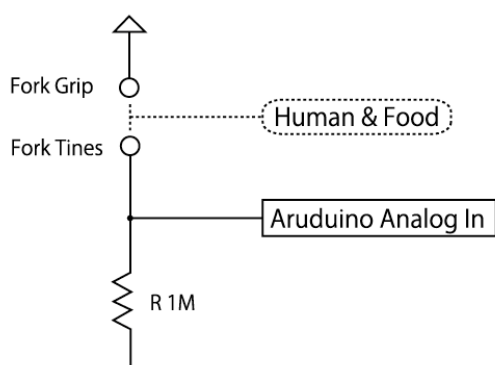 Fork Grip
Human & Food
Fork Tines
Aruduino Analog In
R 1M